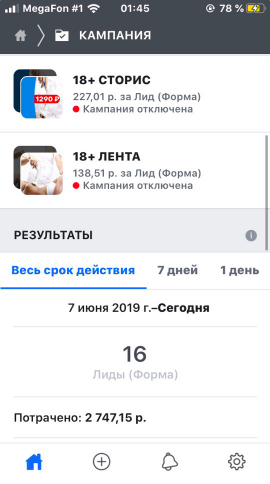 MegaFon #1 01:45 78 %
КАМПАНИЯ
18+ СТОРИС
1290 ₽
227,01 р. за Лид (Форма)
Кампания отключена
18+ ЛЕНТА
138,51 р. за Лид (Форма)
Кампания отключена
РЕЗУЛЬТАТЫ
Весь срок действия 7 дней 1 день
7 июня 2019 г.–Сегодня
16
Лиды (Форма)
Потрачено: 2 747,15 р.